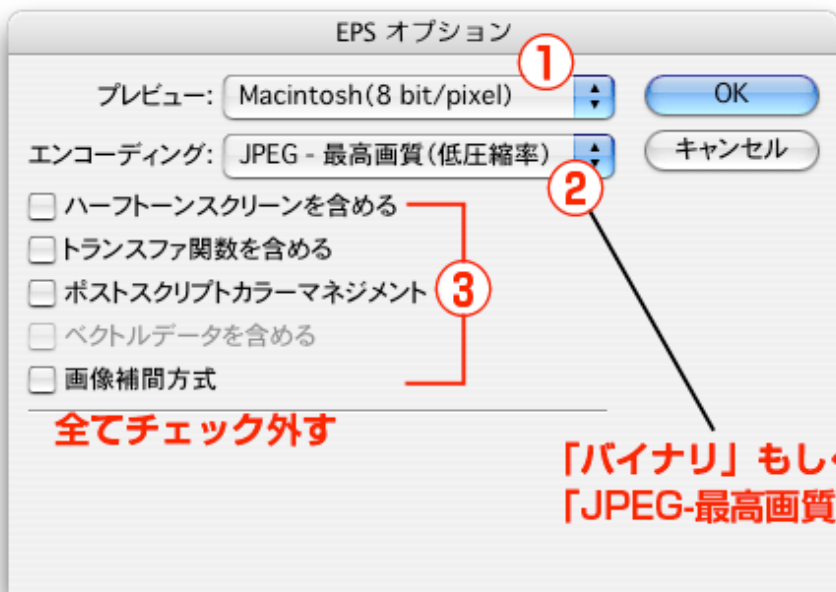 EPS オプション
①
プレビュー: Macintosh(8 bit/pixel)
OK
エンコーディング: JPEG - 最高画質(低圧縮率)
キャンセル
②
ハーフトーンスクリーンを含める
トランスファ関数を含める
ポストスクリプトカラーマネジメント
③
ベクトルデータを含める
画像補間方式
全てチェック外す
「バイナリ」もし
「JPEG-最高画質